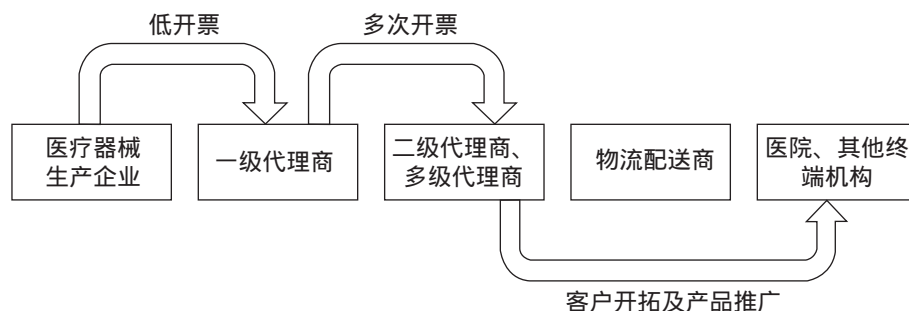 低开票
多次开票
医疗器械
生产企业
一级代理商
二级代理商、
多级代理商
物流配送商
医院、其他终
端机构
客户开拓及产品推广